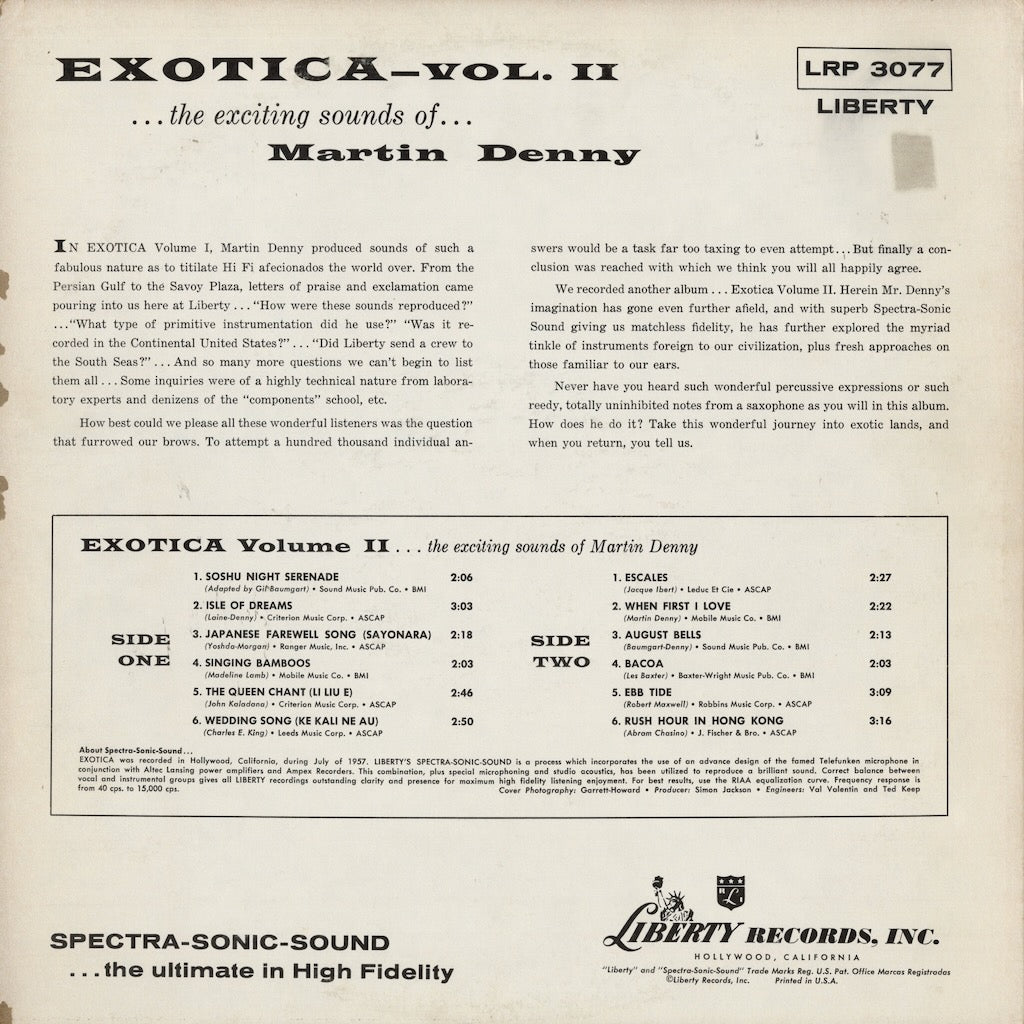 EXOTICA—VOL. II
...the exciting sounds of...
Martin Denny
LRP 3077
LIBERTY
IN EXOTICA Volume I, Martin Denny produced sounds of such a
fabulous nature as to titilate Hi Fi afecionados the world over. From the
Persian Gulf to the Savoy Plaza, letters of praise and exclamation came
pouring into us here at Liberty . . . "How were these sounds reproduced?"
. . . "What type of primitive instrumentation did he use?" "Was it re-
corded in the Continental United States?" . . . "Did Liberty send a crew to
the South Seas?" . . . And so many more questions we can't begin to list
them all . . . Some inquiries were of a highly technical nature from labora-
tory experts and denizens of the "components" school, etc.
How best could we please all these wonderful listeners was the question
that furrowed our brows. To attempt a hundred thousand individual an-
swers would be a task far too taxing to even attempt . . . But finally a con-
clusion was reached with which we think you will all happily agree.
We recorded another album . . . Exotica Volume II. Herein Mr. Denny's
imagination has gone even further afield, and with superb Spectra-Sonic
Sound giving us matchless fidelity, he has further explored the myriad
tinkle of instruments foreign to our civilization, plus fresh approaches on
those familiar to our ears.
Never have you heard such wonderful percussive expressions or such
reedy, totally uninhibited notes from a saxophone as you will in this album.
How does he do it? Take this wonderful journey into exotic lands, and
when you return, you tell us.
EXOTICA Volume II . . . the exciting sounds of Martin Denny
SIDE
ONE
1. SOSHU NIGHT SERENADE 2:06
(Adapted by Gil Baumgart) • Sound Music Pub. Co. • BMI
2. ISLE OF DREAMS 3:03
(Laine-Denny) • Criterion Music Corp. • ASCAP
3. JAPANESE FAREWELL SONG (SAYONARA) 2:18
(Yoshda-Morgan) • Ranger Music, Inc. • ASCAP
4. SINGING BAMBOOS 2:03
(Madeline Lamb) • Mobile Music Co. • BMI
5. THE QUEEN CHANT (LI LIU E) 2:46
(John Kaladana) • Criterion Music Corp. • ASCAP
6. WEDDING SONG (KE KALI NE AU) 2:50
(Charles E. King) • Leeds Music Corp. • ASCAP
SIDE
TWO
1. ESCALES 2:27
(Jacque Ibert) • Leduc Et Cie • ASCAP
2. WHEN FIRST I LOVE 2:22
(Martin Denny) • Mobile Music Co. • BMI
3. AUGUST BELLS 2:13
(Baumgart-Denny) • Sound Music Pub. Co. • BMI
4. BACOA 2:03
(Les Baxter) • Baxter-Wright Music Pub. Co. • BMI
5. EBB TIDE 3:09
(Robert Maxwell) • Robbins Music Corp. • ASCAP
6. RUSH HOUR IN HONG KONG 3:16
(Abram Chasino) • J. Fischer & Bro. • ASCAP
About Spectra-Sonic-Sound . . .
EXOTICA was recorded in Hollywood, California, during July of 1957. LIBERTY'S SPECTRA-SONIC-SOUND is a process which incorporates the use of an advance design of the famed Telefunken microphone in
conjunction with Altec Lansing power amplifiers and Ampex Recorders. This combination, plus special microphoning and studio acoustics, has been utilized to reproduce a brilliant sound. Correct balance between
vocal and instrumental groups gives all LIBERTY recordings outstanding clarity and presence for maximum high fidelity listening enjoyment. For best results, use the RIAA equalization curve. Frequency response is
from 40 cps. to 15,000 cps.
Cover Photography: Garrett-Howard • Producer: Simon Jackson • Engineers: Val Valentin and Ted Keep
SPECTRA-SONIC-SOUND
...the ultimate in High Fidelity
LIBERTY RECORDS, INC.
HOLLYWOOD, CALIFORNIA
"Liberty" and "Spectra-Sonic-Sound" Trade Marks Reg. U.S. Pat. Office Marcas Registradas
©Liberty Records, Inc. Printed in U.S.A.